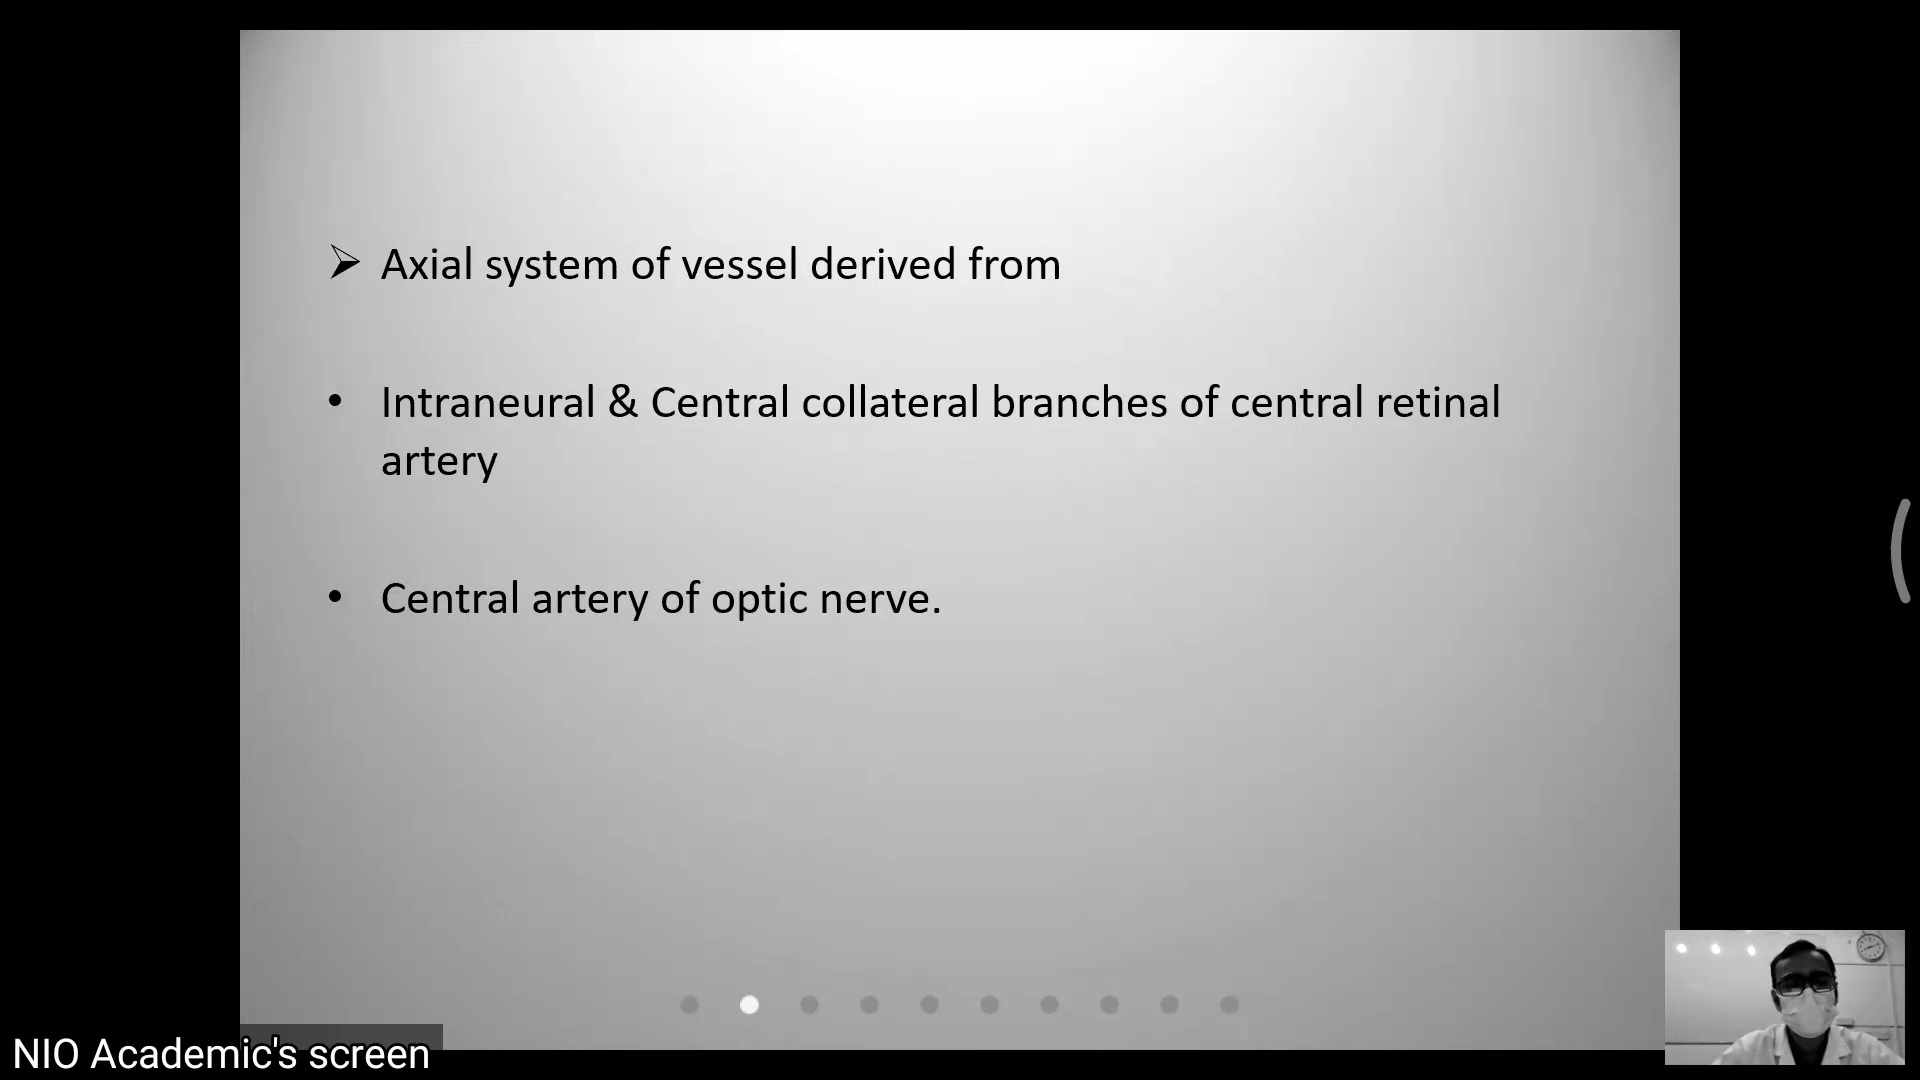 Axial system of vessel derived from
Intraneural & Central collateral branches of central retinal
artery
Central artery of optic nerve.
NIO Academic's screen